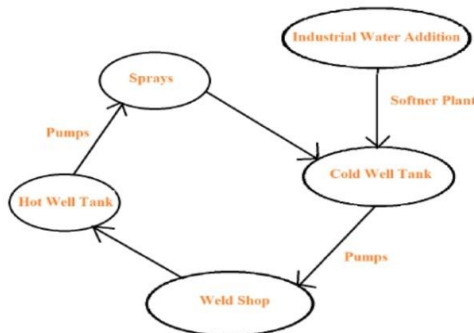 Industrial Water Addition
Sprays
Softner Plant
Pumps
Cold Well Tank
Hot Well Tank
Pumps
Weld Shop